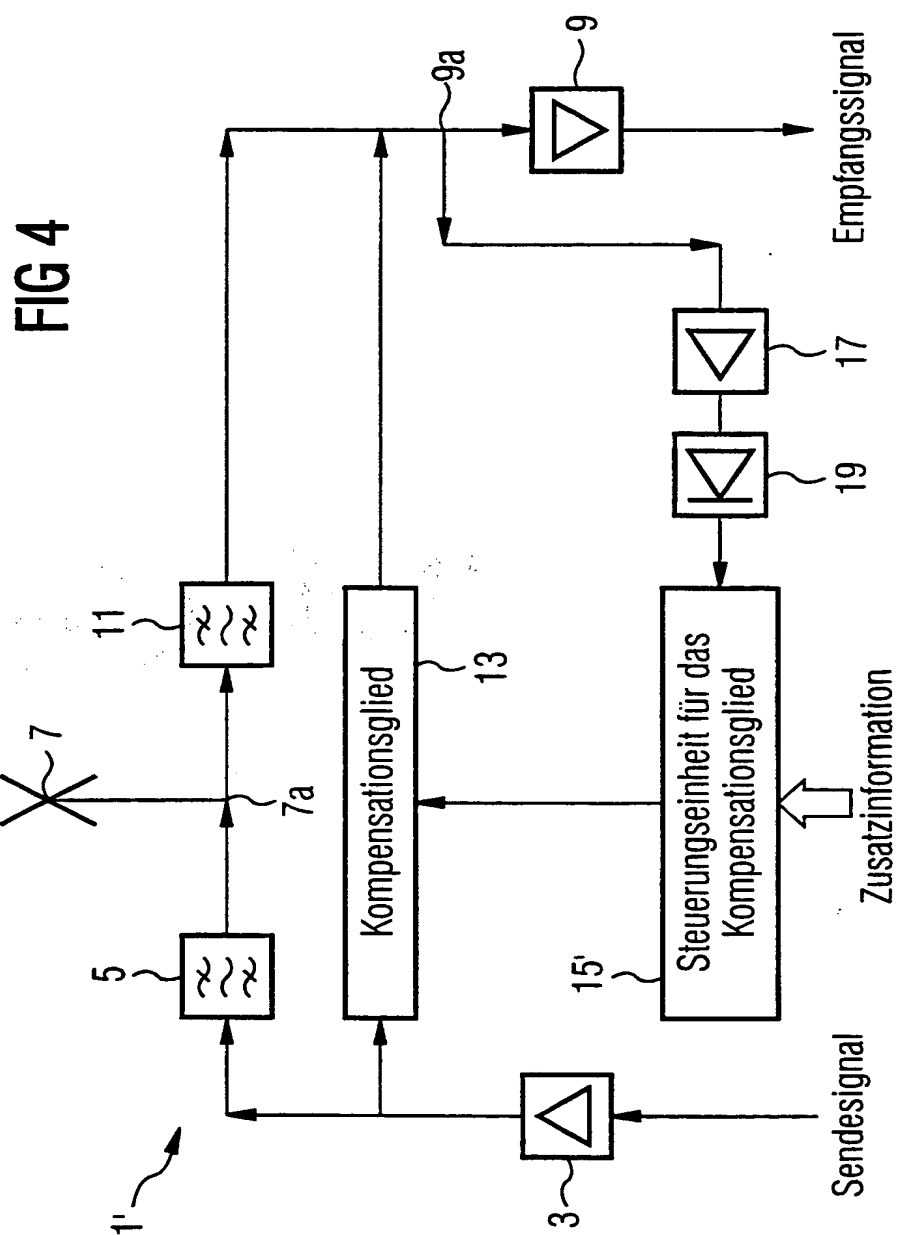 FIG 4
1'
5
7
7a
11
9a
9
3
Kompensationsglied
13
15'
Steuerungseinheit für das
Kompensationsglied
19
17
Sendesignal
Zusatzinformation
Empfangssignal